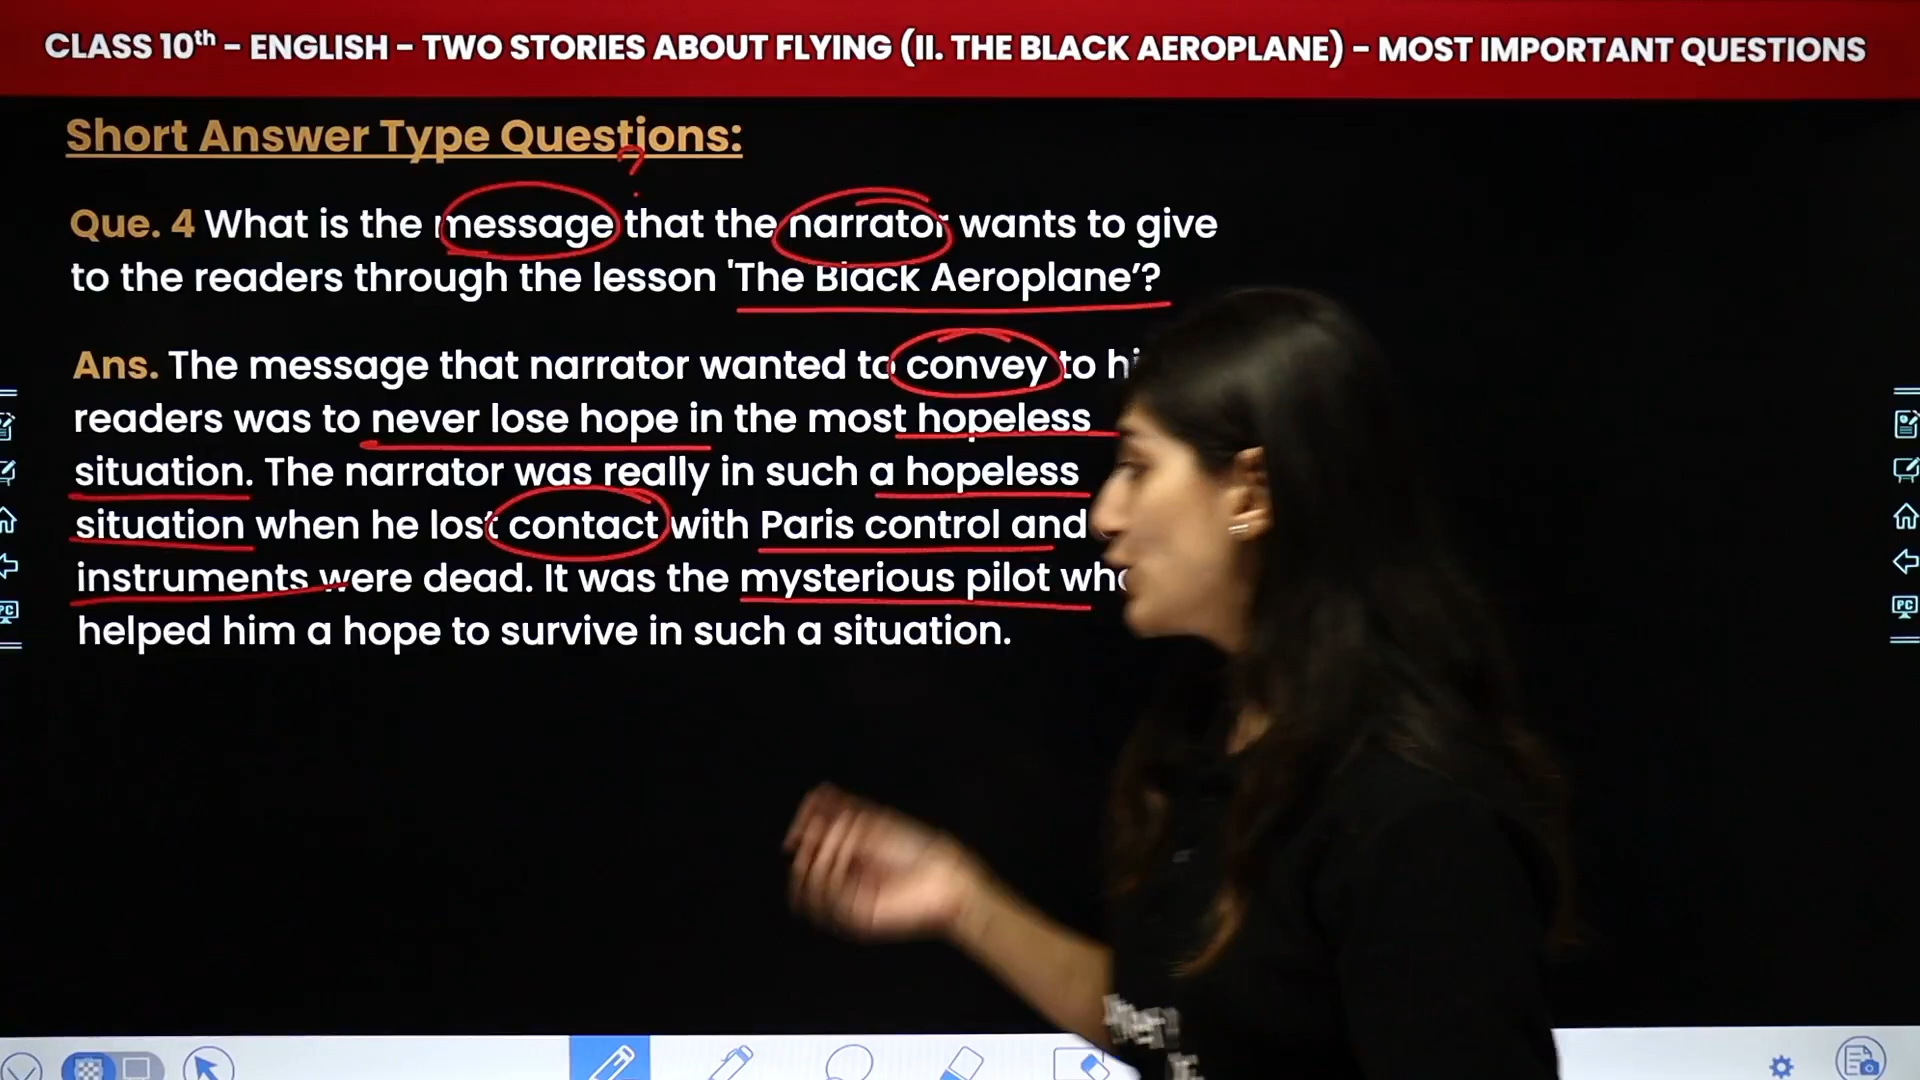 CLASS 10th – ENGLISH – TWO STORIES ABOUT FLYING (II. THE BLACK AEROPLANE) – MOST IMPORTANT QUESTIONS
Short Answer Type Questions:
?
Que. 4 What is the message that the narrator wants to give
to the readers through the lesson 'The Black Aeroplane’?
Ans. The message that narrator wanted to convey to
readers was to never lose hope in the most hopeless
situation. The narrator was really in such a hopeless
situation when he lost contact with Paris control and
instruments were dead. It was the mysterious pilot
helped him a hope to survive in such a situation.
PC
PC